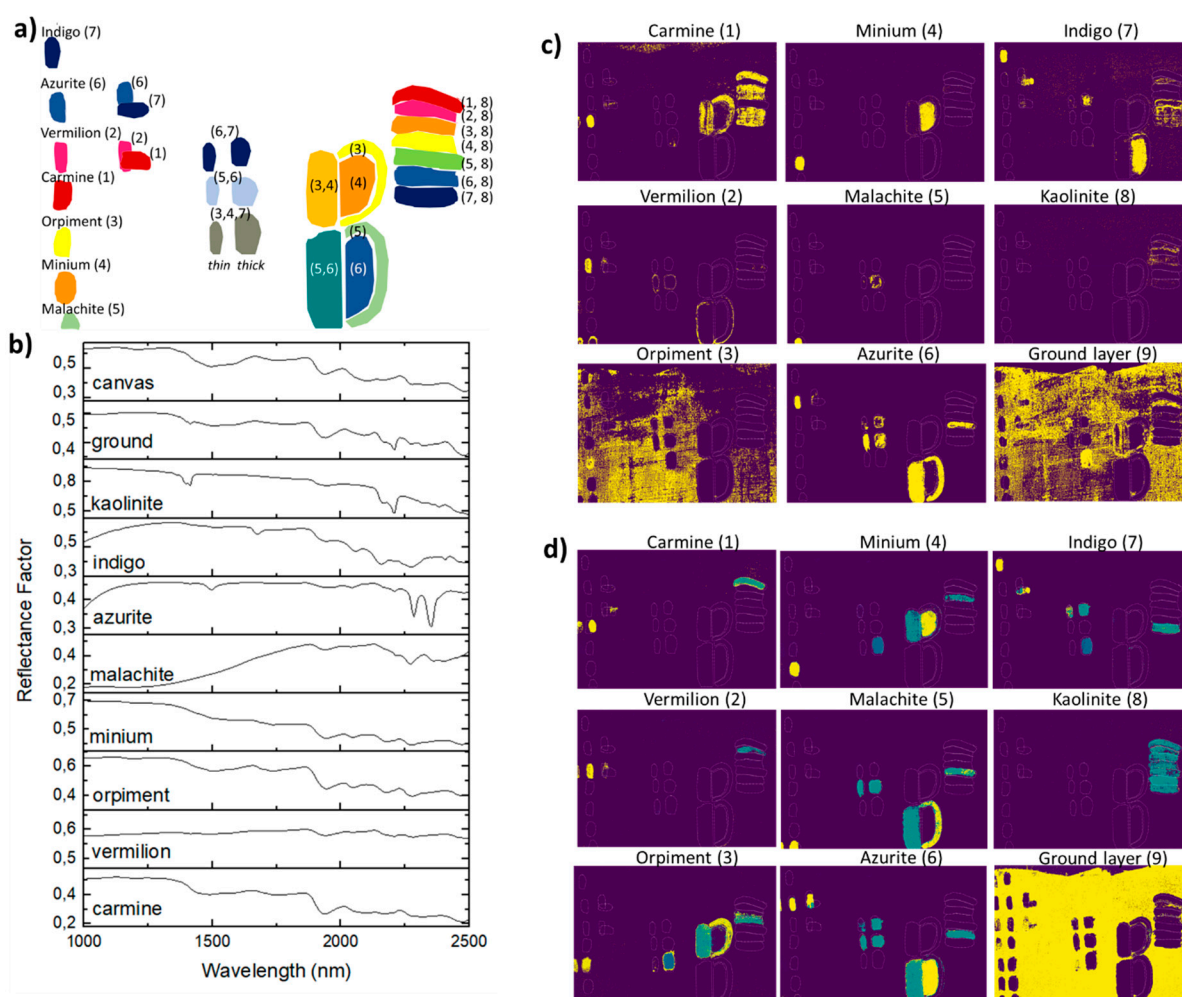 a)
Indigo (7)
Azurite (6)
(6)
(7)
Vermilion (2)
(2)
(1)
Carmine (1)
Orpiment (3)
Minium (4)
Malachite (5)
(6,7)
(5,6)
(3,4,7)
thin thick
(3)
(3,4)
(4)
(5)
(5,6)
(6)
(1, 8)
(2, 8)
(3, 8)
(4, 8)
(5, 8)
(6, 8)
(7, 8)
b)
Reflectance Factor
0,5
0,3
canvas
0,5
0,4
ground
0,8
0,5
kaolinite
0,5
0,3
indigo
0,4
0,3
azurite
0,4
0,2
malachite
0,7
0,5
minium
0,6
0,4
orpiment
0,6
0,5
vermilion
0,4
0,2
carmine
1000 1500 2000 2500
Wavelength (nm)
c)
Carmine (1) Minium (4) Indigo (7)
Vermilion (2) Malachite (5) Kaolinite (8)
Orpiment (3) Azurite (6) Ground layer (9)
d)
Carmine (1) Minium (4) Indigo (7)
Vermilion (2) Malachite (5) Kaolinite (8)
Orpiment (3) Azurite (6) Ground layer (9)